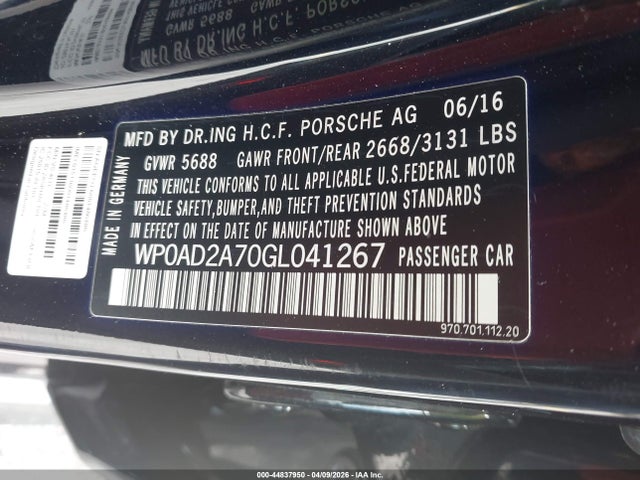 MFD BY DR.ING H.C.F. PORSCHE AG 06/16
GVWR 5688 GAWR FRONT/REAR 2668/3131 LBS
THIS VEHICLE CONFORMS TO ALL APPLICABLE U.S.FEDERAL MOTOR
VEHICLE SAFETY,BUMPER,AND THEFT PREVENTION STANDARDS
IN EFFECT ON THE DATE OF MANUFACTURE SHOWN ABOVE
WP0AD2A70GL041267 PASSENGER CAR
MADE IN GERMANY
970.701.112.20
000-44837950 - 04/09/2026 - IAA Inc.